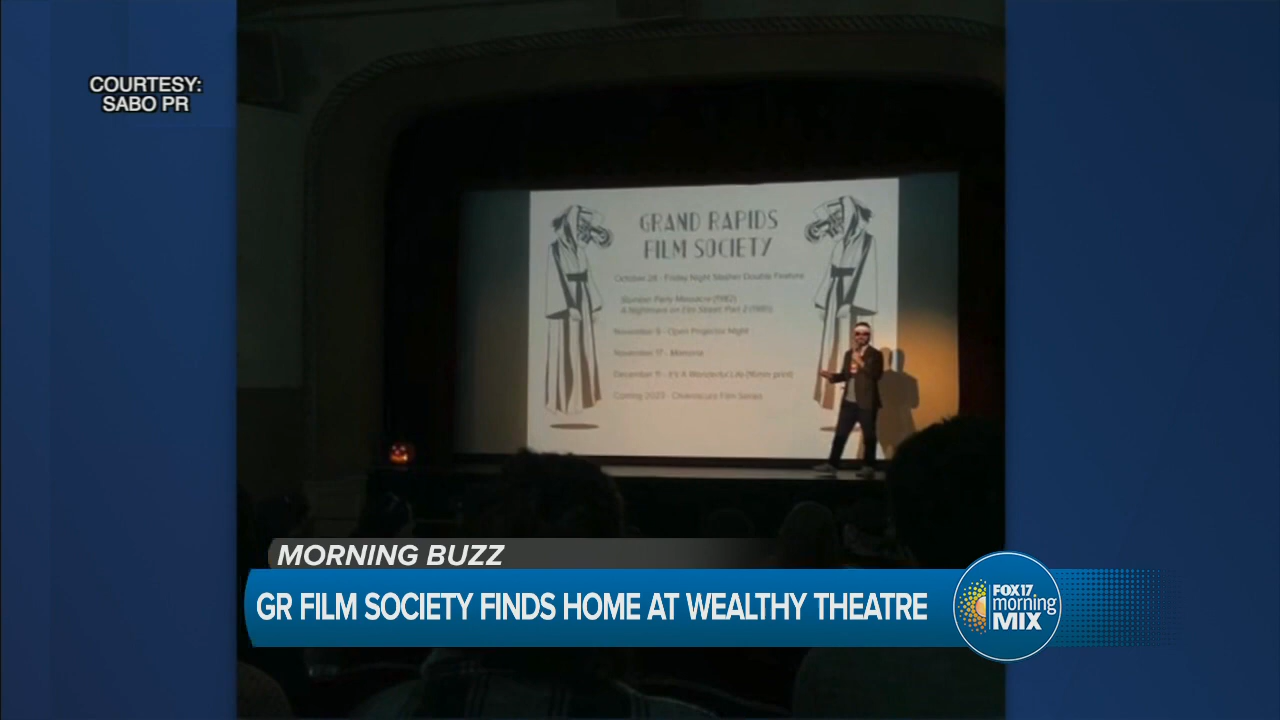 COURTESY:
SABO PR
GRAND RAPIDS
FILM SOCIETY
October 28 - Friday Night Slasher Double Feature
Slumber Party Massacre (1982)
A Nightmare on Elm Street Part 2 (1985)
November 9 - Open Projector Night
November 17 - Memoria
December 11 - It's A Wonderful Life (16mm print)
Coming 2023 - Chiaroscuro Film Series
MORNING BUZZ
GR FILM SOCIETY FINDS HOME AT WEALTHY THEATRE
FOX 17
morning
MIX